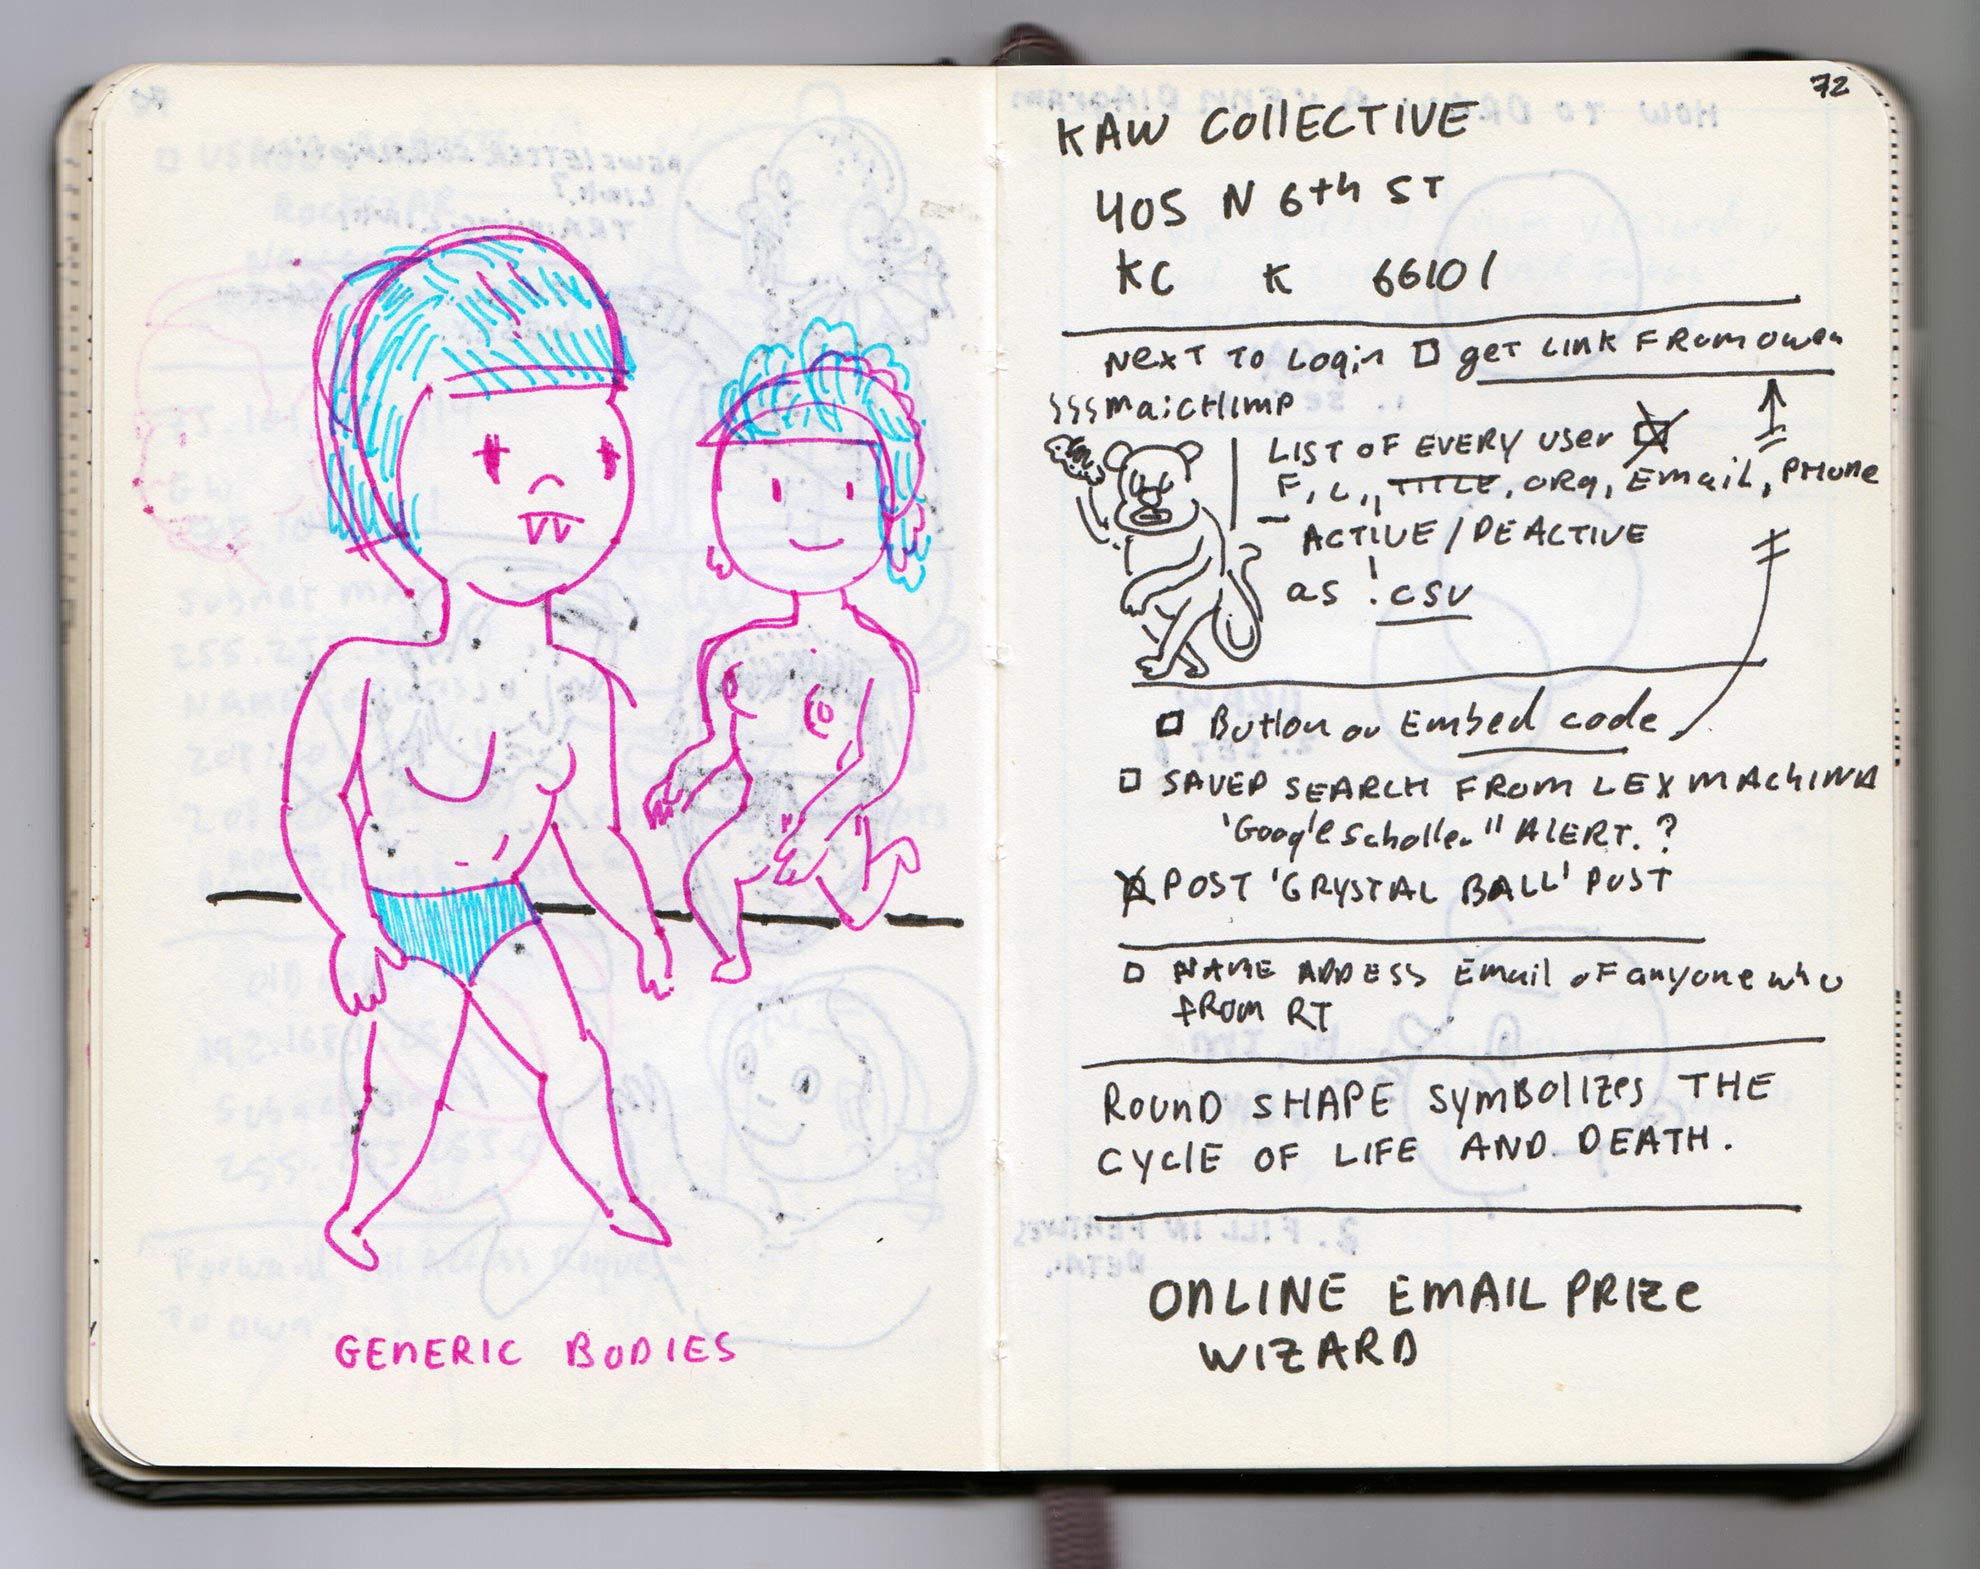 GENERIC BODIES
72
KAW COLLECTIVE
405 N 6th ST
KC K 66101
NEXT TO Login □ get LINK FROM owen
$$$maiCHIMP
LIST OF EVERY USER
F, L, TITLE, ORG, Email, PHONE
ACTIVE / DEACTIVE
as !csv
□ Button or Embed code
□ SAVED SEARCH FROM LEX MACHINA
'Google Scholler" ALERT.?
POST 'CRYSTAL BALL' POST
□ NAME ADDRESS Email of anyone who
FROM RT
ROUND SHAPE SYMBOLIZES THE
CYCLE OF LIFE AND DEATH.
ONLINE EMAIL PRIZE
WIZARD